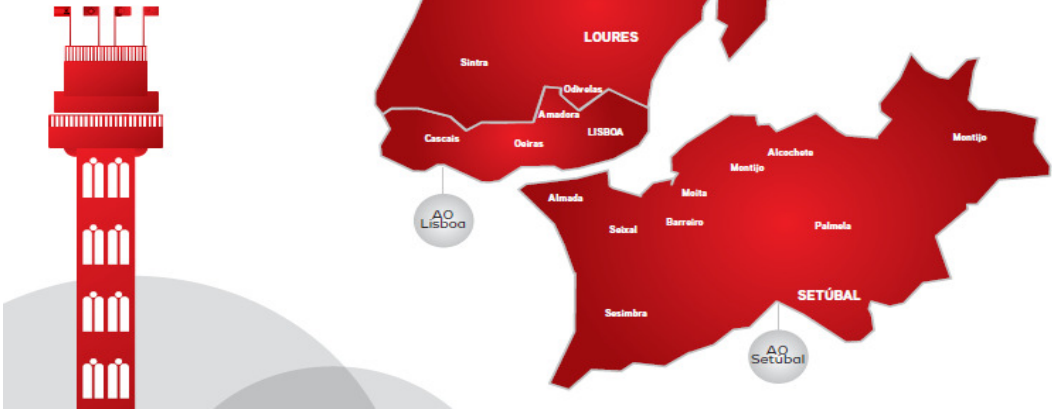 LOURES
Sintra
Odivelas
Amadora
LISBOA
Cascais
Oeiras
AO
Lisboa
Montijo
Alcochete
Montijo
Moita
Almada
Barreiro
Seixal
Palmela
SETÚBAL
Sesimbra
AO
Setúbal